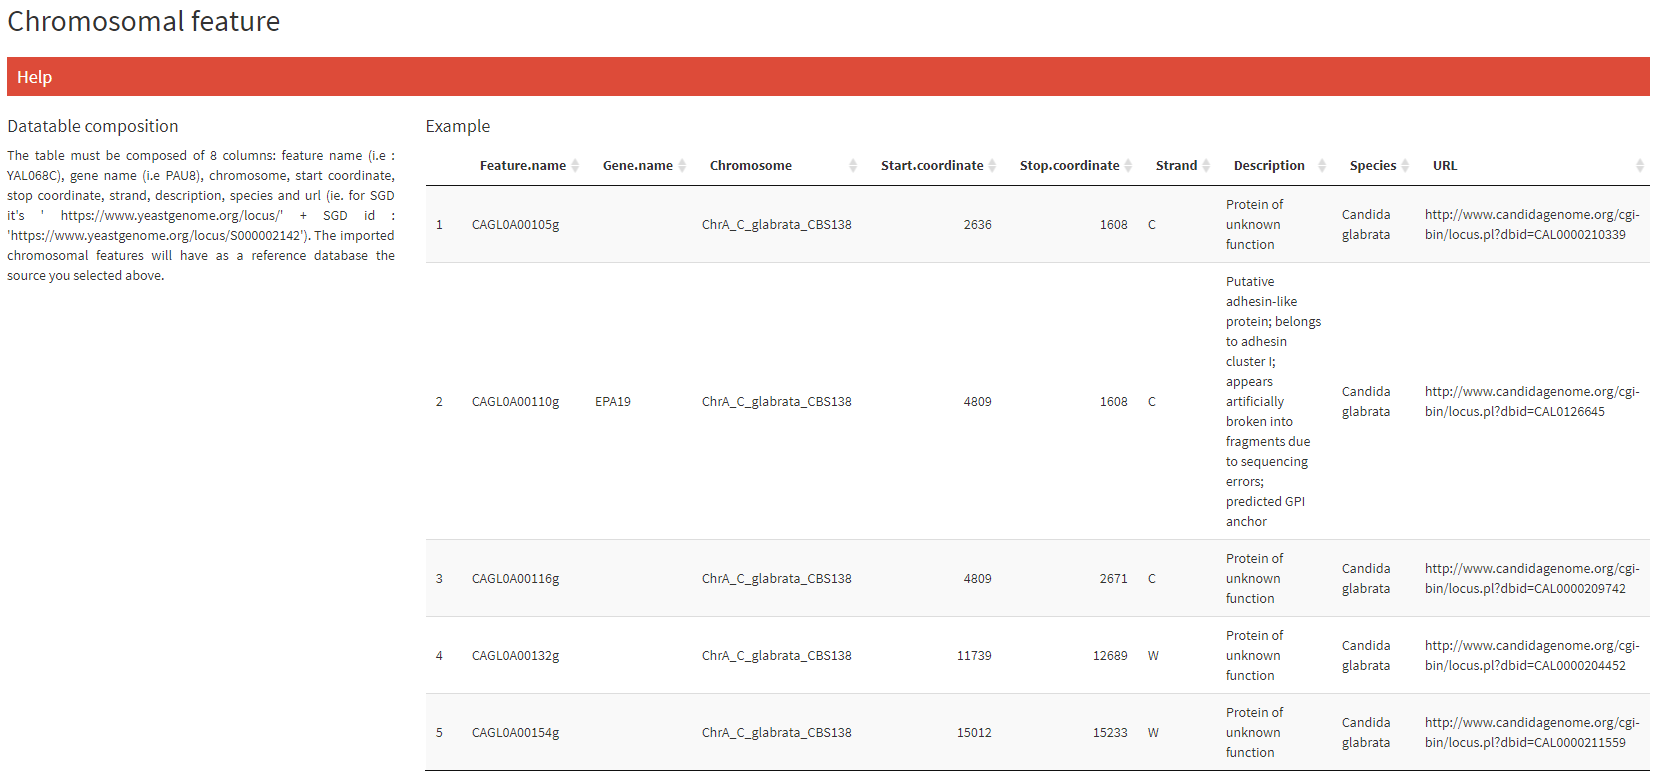 Chromosomal feature
Help
Datatable composition
The table must be composed of 8 columns: feature name (i.e :
YAL068C), gene name (i.e PAU8), chromosome, start coordinate,
stop coordinate, strand, description, species and url (ie. for SGD
it's ' https://www.yeastgenome.org/locus/' + SGD id :
'https://www.yeastgenome.org/locus/S000002142'). The imported
chromosomal features will have as a reference database the
source you selected above.
Example
Feature.name Gene.name Chromosome Start.coordinate Stop.coordinate Strand Description Species URL
1 CAGL0A00105g ChrA_C_glabrata_CBS138 2636 1608 C
Protein of
unknown
function
Candida
glabrata
http://www.candidagenome.org/cgi-
bin/locus.pl?dbid=CAL0000210339
2 CAGL0A00110g EPA19 ChrA_C_glabrata_CBS138 4809 1608 C
Putative
adhesin-like
protein; belongs
to adhesin
cluster I;
appears
artificially
broken into
fragments due
to sequencing
errors;
predicted GPI
anchor
Candida
glabrata
http://www.candidagenome.org/cgi-
bin/locus.pl?dbid=CAL0126645
3 CAGL0A00116g ChrA_C_glabrata_CBS138 4809 2671 C
Protein of
unknown
function
Candida
glabrata
http://www.candidagenome.org/cgi-
bin/locus.pl?dbid=CAL0000209742
4 CAGL0A00132g ChrA_C_glabrata_CBS138 11739 12689 W
Protein of
unknown
function
Candida
glabrata
http://www.candidagenome.org/cgi-
bin/locus.pl?dbid=CAL0000204452
5 CAGL0A00154g ChrA_C_glabrata_CBS138 15012 15233 W
Protein of
unknown
function
Candida
glabrata
http://www.candidagenome.org/cgi-
bin/locus.pl?dbid=CAL0000211559